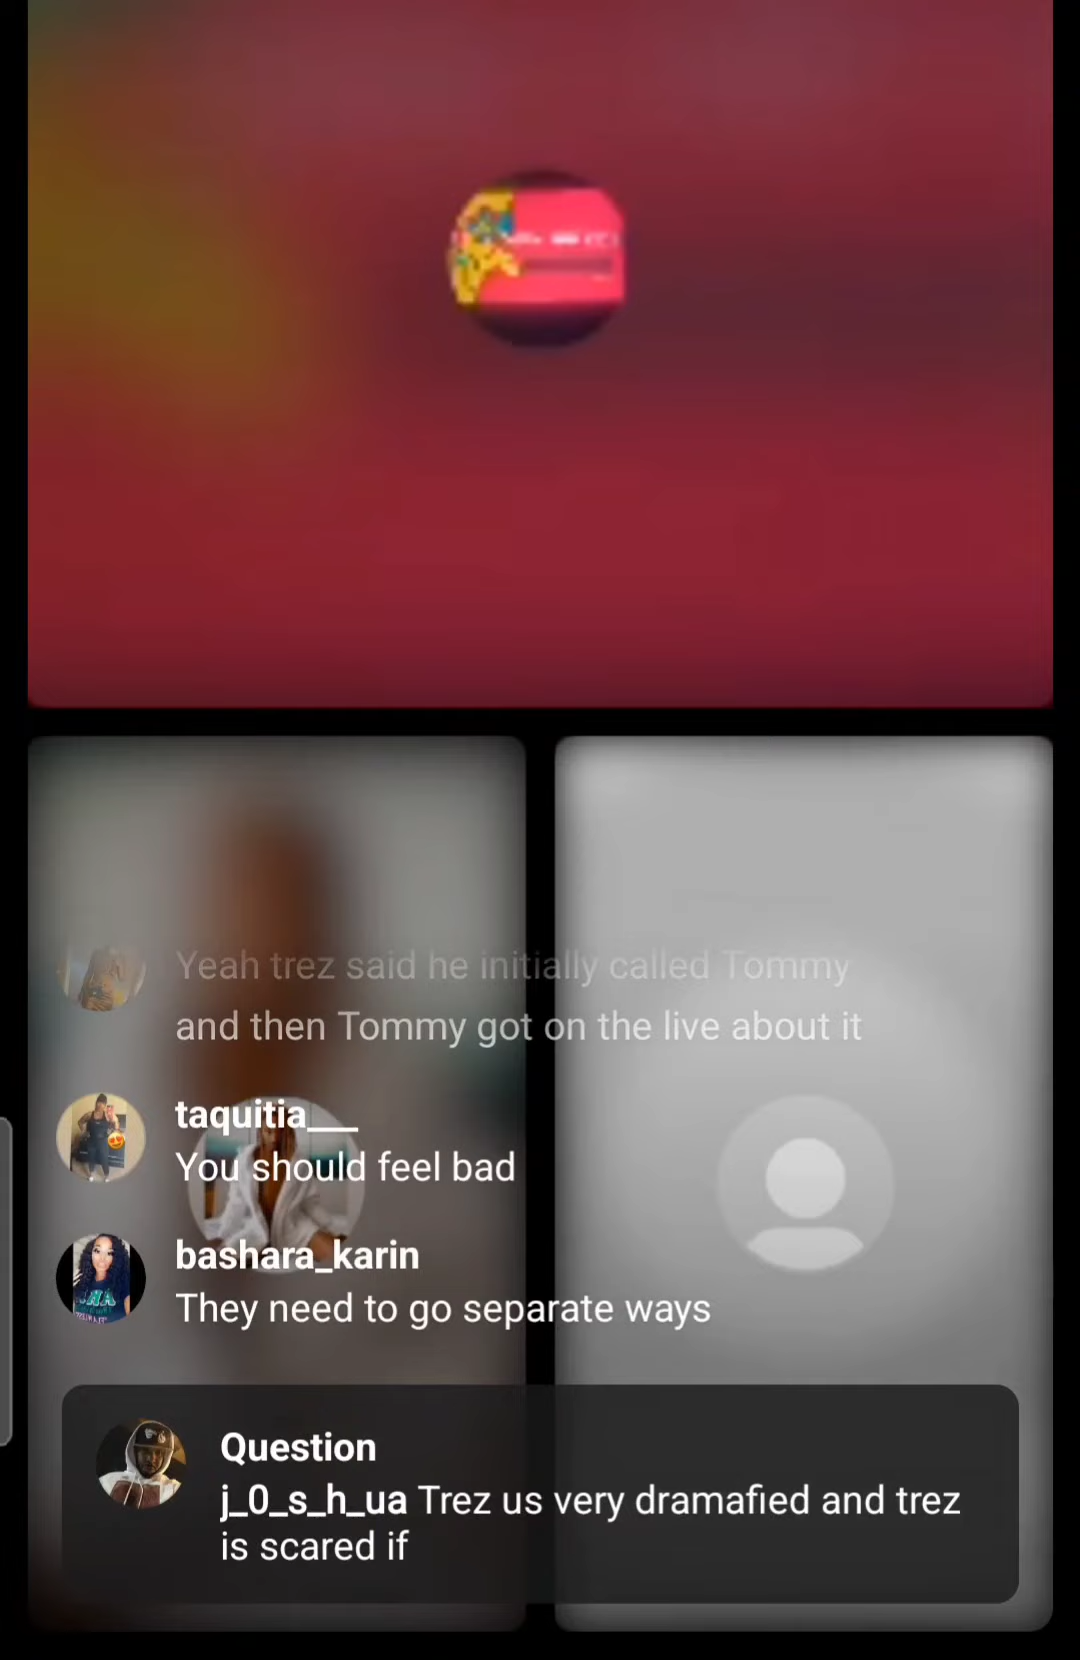 Yeah trez said he initially called Tommy
and then Tommy got on the live about it
taquitia___
You should feel bad
bashara_karin
They need to go separate ways
Question
j_0_s_h_ua Trez us very dramafied and trez
is scared if